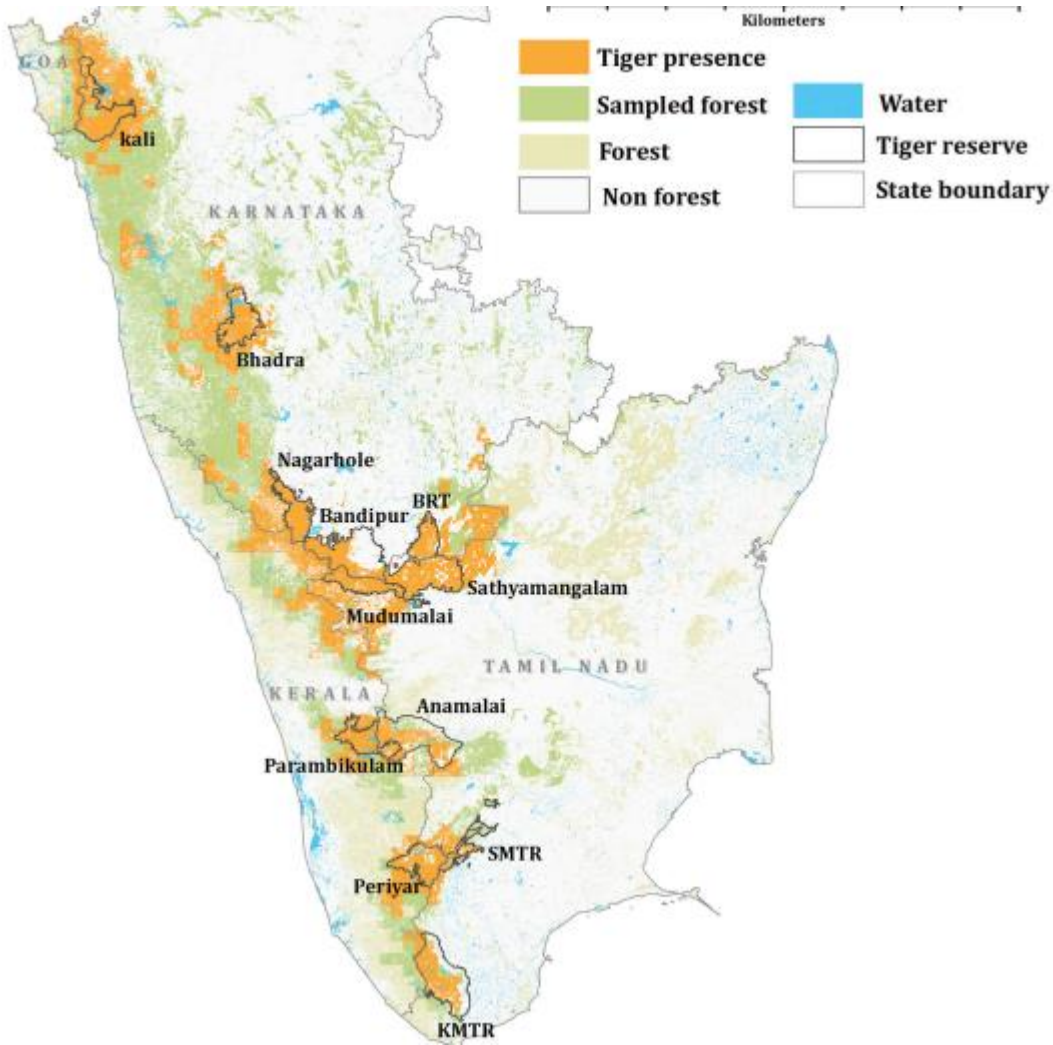 Kilometers
Tiger presence
Sampled forest
Forest
Non forest
Water
Tiger reserve
State boundary
GOA
kali
KARNATAKA
Bhadra
Nagarhole
Bandipur
BRT
Sathyamangalam
Mudumalai
TAMIL NADU
KERALA
Anamalai
Parambikulam
SMTR
Periyar
KMTR